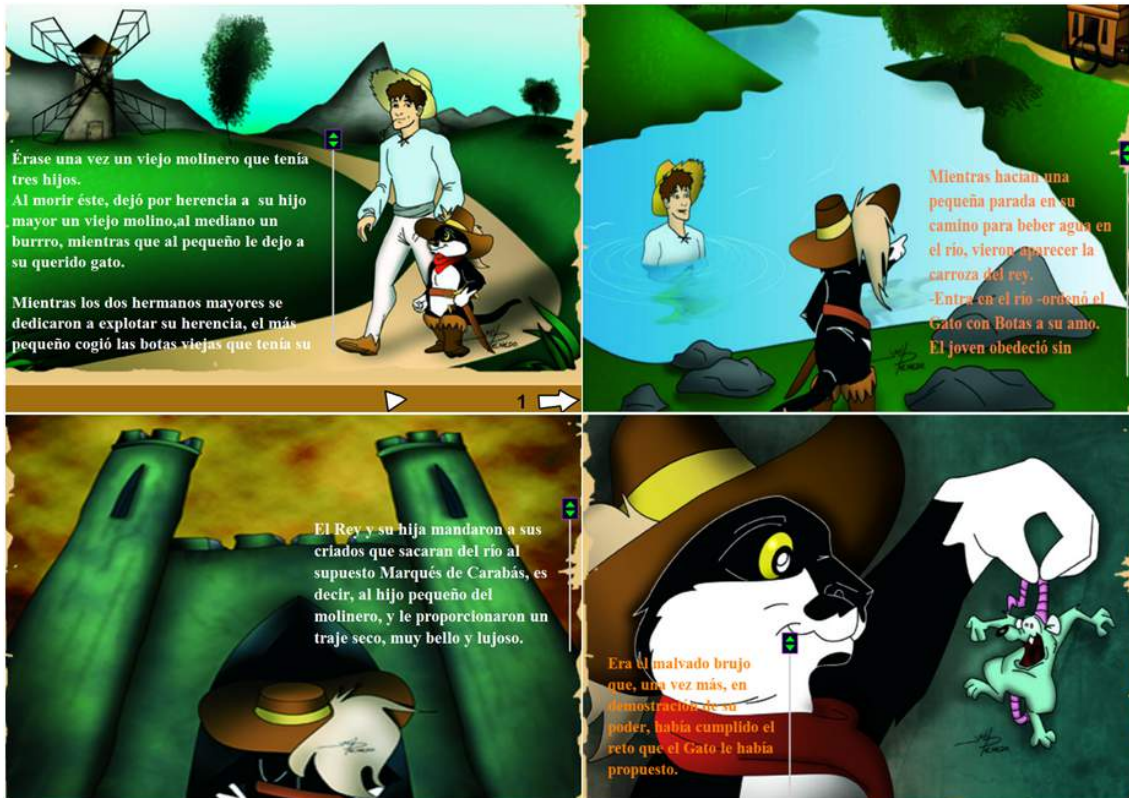 Érase una vez un viejo molinero que tenía
tres hijos.
Al morir éste, dejó por herencia a su hijo
mayor un viejo molino,al mediano un
burrro, mientras que al pequeño le dejo a
su querido gato.
Mientras los dos hermanos mayores se
dedicaron a explotar su herencia, el más
pequeño cogió las botas viejas que tenía su
1
Mientras hacían una
pequeña parada en su
camino para beber agua en
el río, vieron aparecer la
carroza del rey.
-Entra en el río -ordenó el
Gato con Botas a su amo.
El joven obedeció sin
El Rey y su hija mandaron a sus
criados que sacaran del río al
supuesto Marqués de Carabás, es
decir, al hijo pequeño del
molinero, y le proporcionaron un
traje seco, muy bello y lujoso.
Era el malvado brujo
que, una vez más, en
demostración de su
poder, había cumplido el
reto que el Gato le había
propuesto.